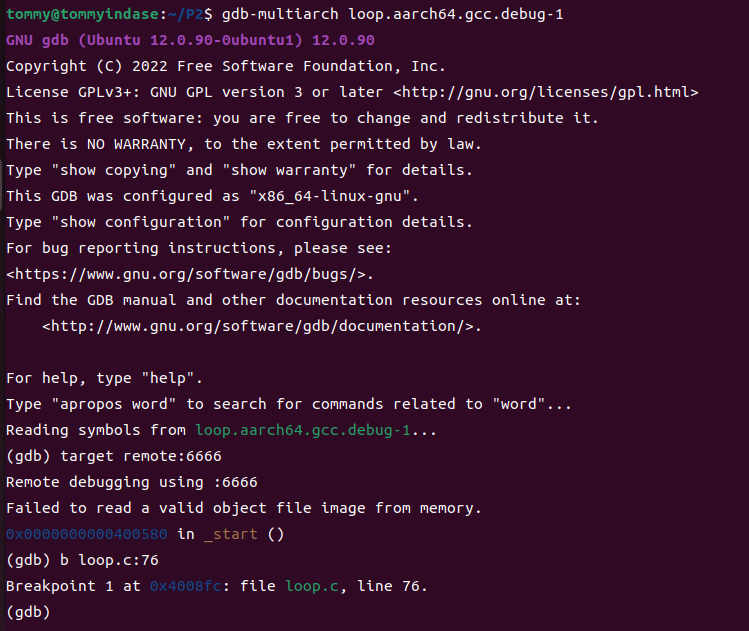 tommy@tommyindase:~/P2$ gdb-multiarch loop.aarch64.gcc.debug-1
GNU gdb (Ubuntu 12.0.90-0ubuntu1) 12.0.90
Copyright (C) 2022 Free Software Foundation, Inc.
License GPLv3+: GNU GPL version 3 or later <http://gnu.org/licenses/gpl.html>
This is free software: you are free to change and redistribute it.
There is NO WARRANTY, to the extent permitted by law.
Type "show copying" and "show warranty" for details.
This GDB was configured as "x86_64-linux-gnu".
Type "show configuration" for configuration details.
For bug reporting instructions, please see:
<https://www.gnu.org/software/gdb/bugs/>.
Find the GDB manual and other documentation resources online at:
    <http://www.gnu.org/software/gdb/documentation/>.

For help, type "help".
Type "apropos word" to search for commands related to "word"...
Reading symbols from loop.aarch64.gcc.debug-1...
(gdb) target remote:6666
Remote debugging using :6666
Failed to read a valid object file image from memory.
0x0000000000400580 in _start ()
(gdb) b loop.c:76
Breakpoint 1 at 0x4008fc: file loop.c, line 76.
(gdb)